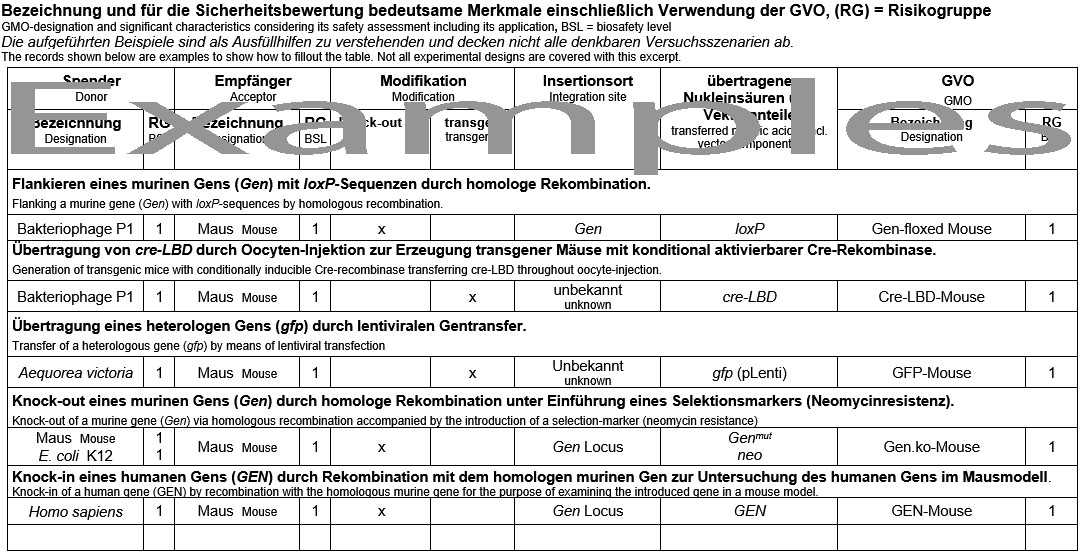 Bezeichnung und für die Sicherheitsbewertung bedeutsame Merkmale einschließlich Verwendung der GVO, (RG) = Risikogruppe
GMO-designation and significant characteristics considering its safety assessment including its application, BSL = biosafety level
Die aufgeführten Beispiele sind als Ausfüllhilfen zu verstehenden und decken nicht alle denkbaren Versuchsszenarien ab.
The records shown below are examples to show how to fillout the table. Not all experimental designs are covered with this excerpt.
Examples
Spender Empfänger Modifikation Insertionsort übertragene GVO
Donor Acceptor Modification Integration site Nukleinsäuren GMO
Vektoranteile
Bezeichnung RG Bezeichnung RG transgen Bezeichnung RG
Designation BSL transgen transferred Designation
Flankieren eines murinen Gens (Gen) mit loxP-Sequenzen durch homologe Rekombination.
Flanking a murine gene (Gen) with loxP-sequences by homologous recombination.
Bakteriophage P1 1 Maus Mouse 1 x Gen loxP Gen-floxed Mouse 1
Übertragung von cre-LBD durch Oocyten-Injektion zur Erzeugung transgener Mäuse mit konditional aktivierbarer Cre-Rekombinase.
Generation of transgenic mice with conditionally inducible Cre-recombinase transferring cre-LBD throughout oocyte-injection.
Bakteriophage P1 1 Maus Mouse 1 x unbekannt cre-LBD Cre-LBD-Mouse 1
unknown
Übertragung eines heterologen Gens (gfp) durch lentiviralen Gentransfer.
Transfer of a heterologous gene (gfp) by means of lentiviral transfection
Aequorea victoria 1 Maus Mouse 1 x Unbekannt gfp (pLenti) GFP-Mouse 1
unknown
Knock-out eines murinen Gens (Gen) durch homologe Rekombination unter Einführung eines Selektionsmarkers (Neomycinresistenz).
Knock-out of a murine gene (Gen) via homologous recombination accompanied by the introduction of a selection-marker (neomycin resistance)
Maus Mouse 1 Maus Mouse 1 x Gen Locus Genmut Gen.ko-Mouse 1
E. coli K12 1 neo
Knock-in eines humanen Gens (GEN) durch Rekombination mit dem homologen murinen Gen zur Untersuchung des humanen Gens im Mausmodell.
Knock-in of a human gene (GEN) by recombination with the homologous murine gene for the purpose of examining the introduced gene in a mouse model.
Homo sapiens 1 Maus Mouse 1 x Gen Locus GEN GEN-Mouse 1